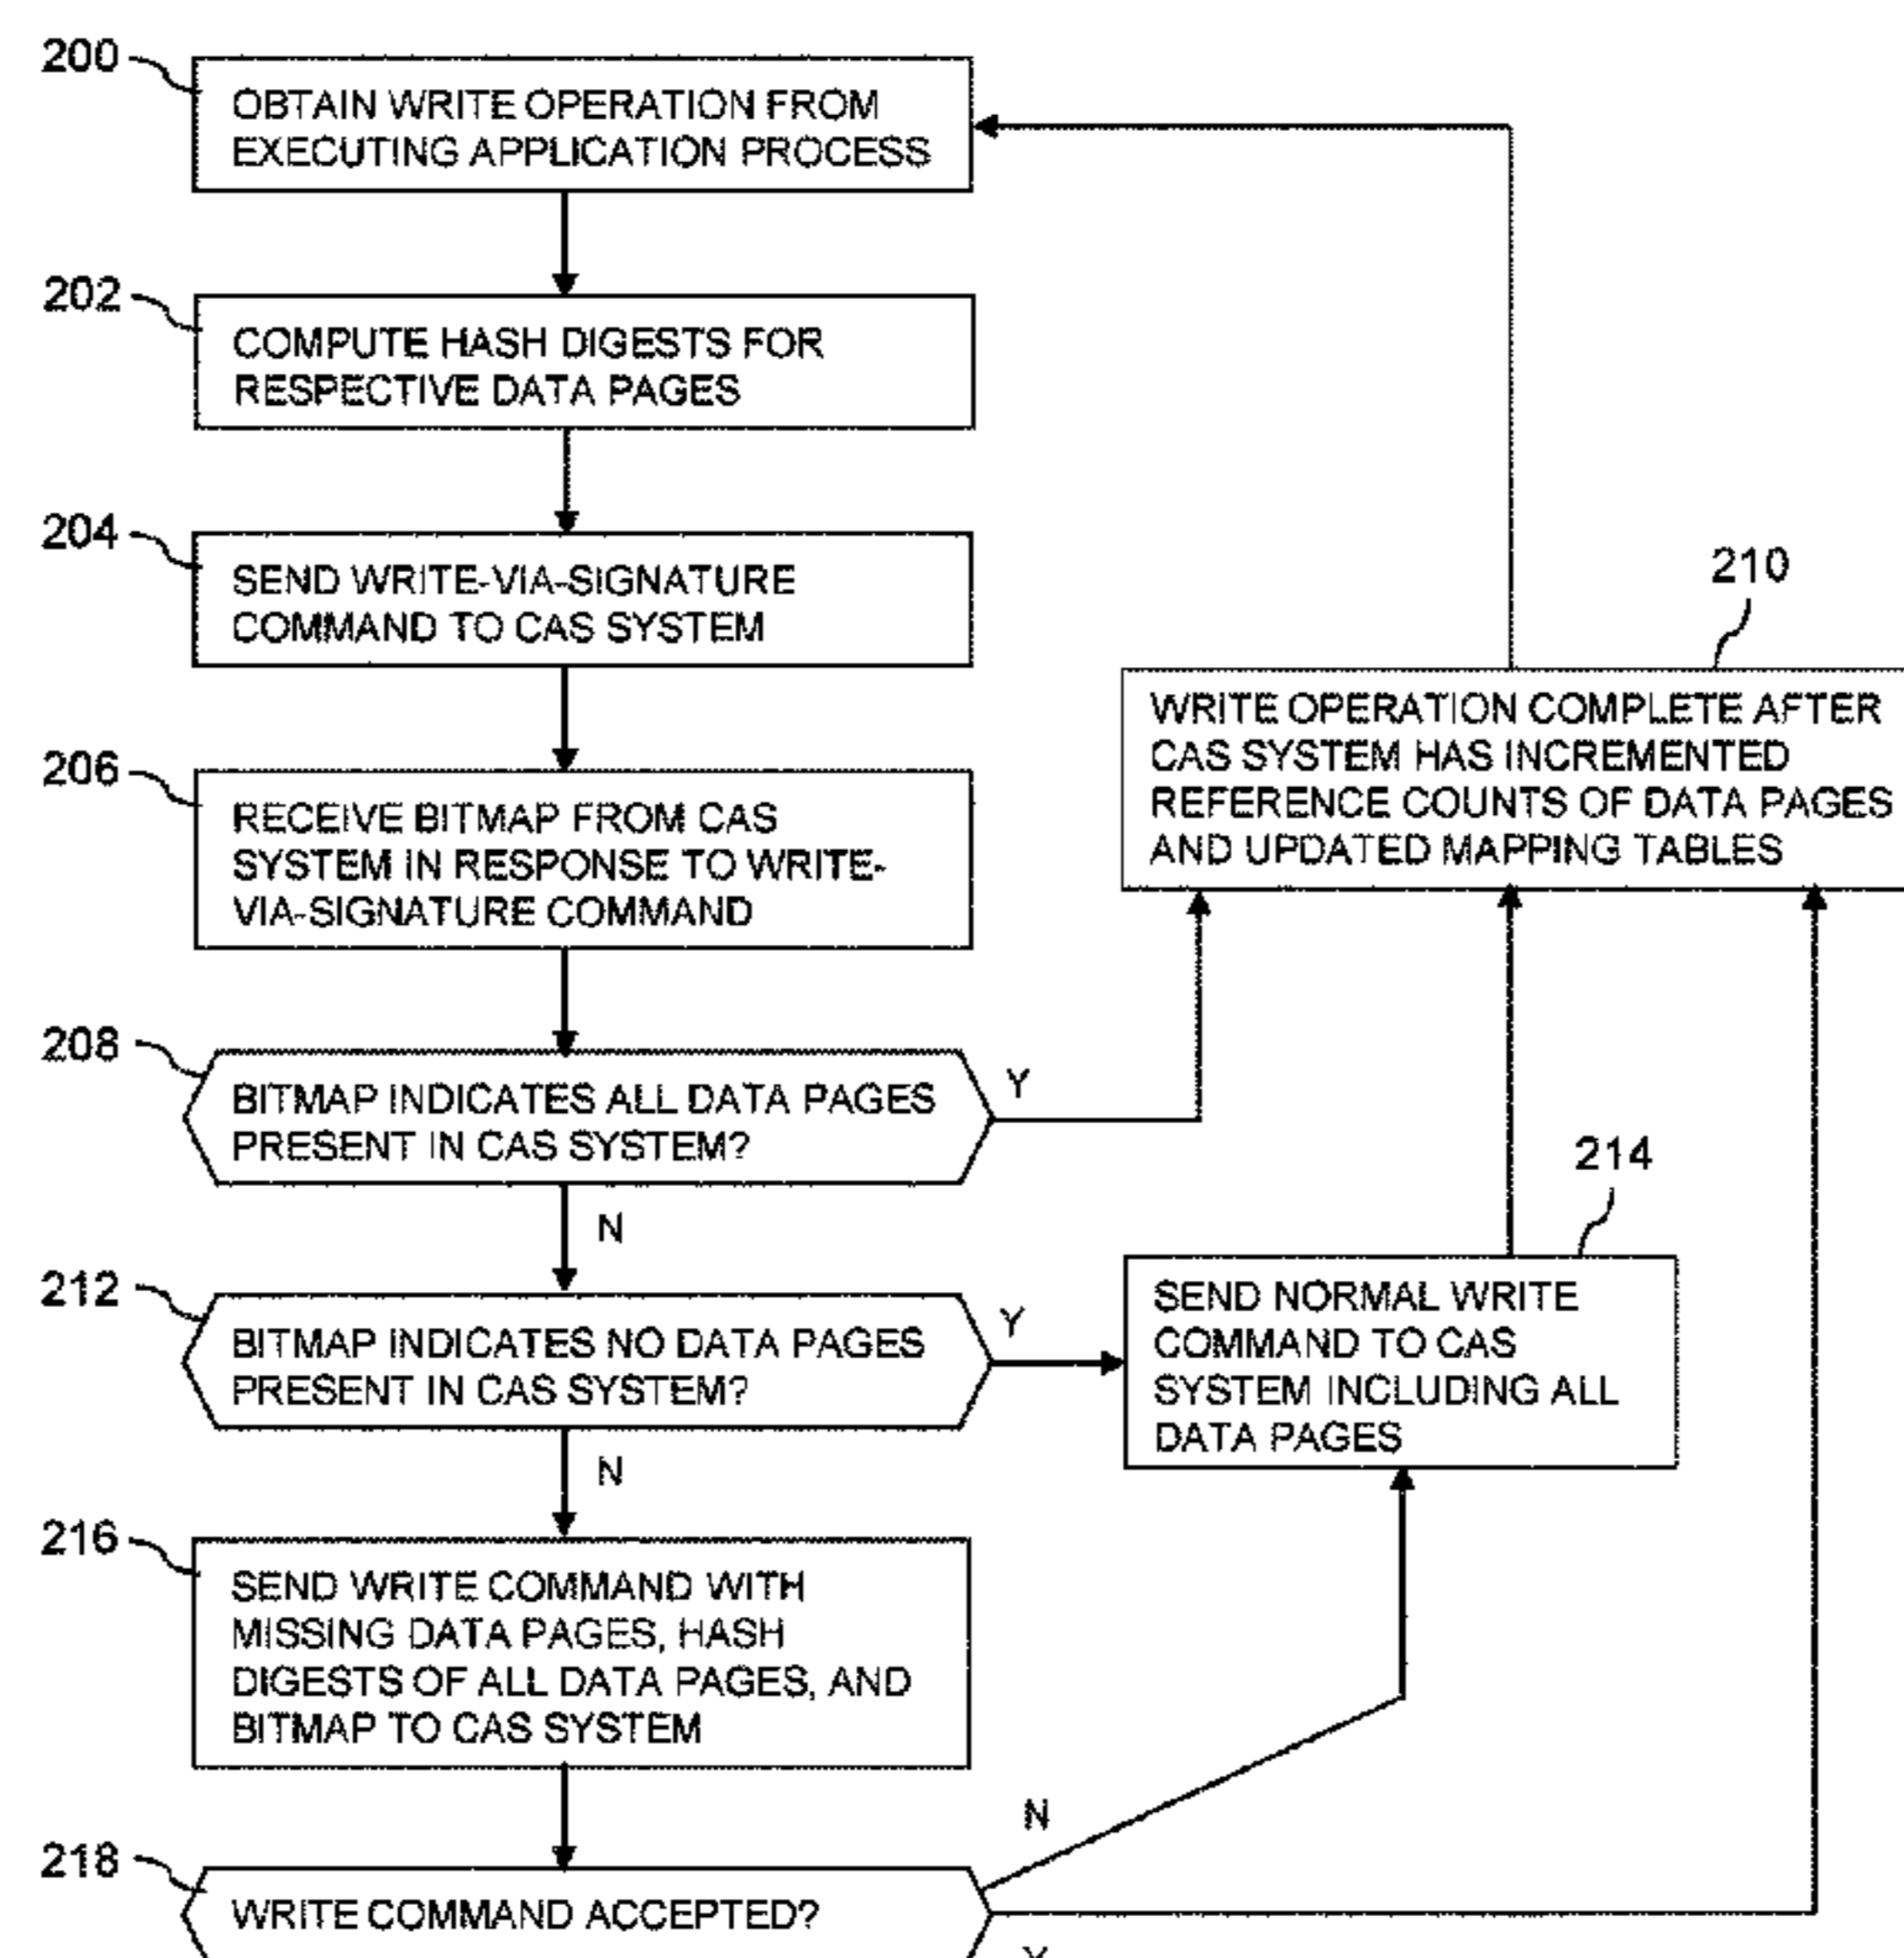 200
OBTAIN WRITE OPERATION FROM
EXECUTING APPLICATION PROCESS
202
COMPUTE HASH DIGESTS FOR
RESPECTIVE DATA PAGES
204
SEND WRITE-VIA-SIGNATURE
COMMAND TO CAS SYSTEM
210
WRITE OPERATION COMPLETE AFTER
CAS SYSTEM HAS INCREMENTED
REFERENCE COUNTS OF DATA PAGES
AND UPDATED MAPPING TABLES
206
RECEIVE BITMAP FROM CAS
SYSTEM IN RESPONSE TO WRITE-
VIA-SIGNATURE COMMAND
208
BITMAP INDICATES ALL DATA PAGES
PRESENT IN CAS SYSTEM?
Y
N
212
BITMAP INDICATES NO DATA PAGES
PRESENT IN CAS SYSTEM?
Y
N
214
SEND NORMAL WRITE
COMMAND TO CAS
SYSTEM INCLUDING ALL
DATA PAGES
216
SEND WRITE COMMAND WITH
MISSING DATA PAGES, HASH
DIGESTS OF ALL DATA PAGES, AND
BITMAP TO CAS SYSTEM
218
WRITE COMMAND ACCEPTED?
N
Y